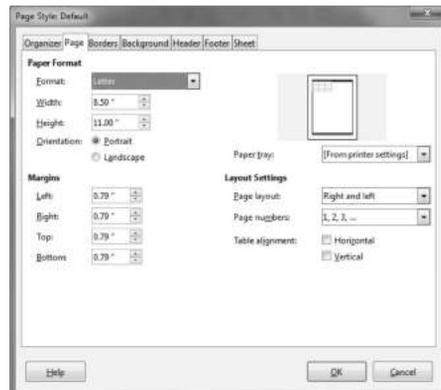 Page Style: Default
Organizer Page Borders Background Header Footer Sheet
Paper Format
Format: Letter
Width: 8.50 "
Height: 11.00 "
Orientation: Portrait
Landscape
Paper tray: [From printer settings]
Margins
Left: 0.79 "
Right: 0.79 "
Top: 0.79 "
Bottom: 0.79 "
Layout Settings
Page layout: Right and left
Page numbers: 1, 2, 3, ...
Table alignment: Horizontal
Vertical
Help OK Cancel